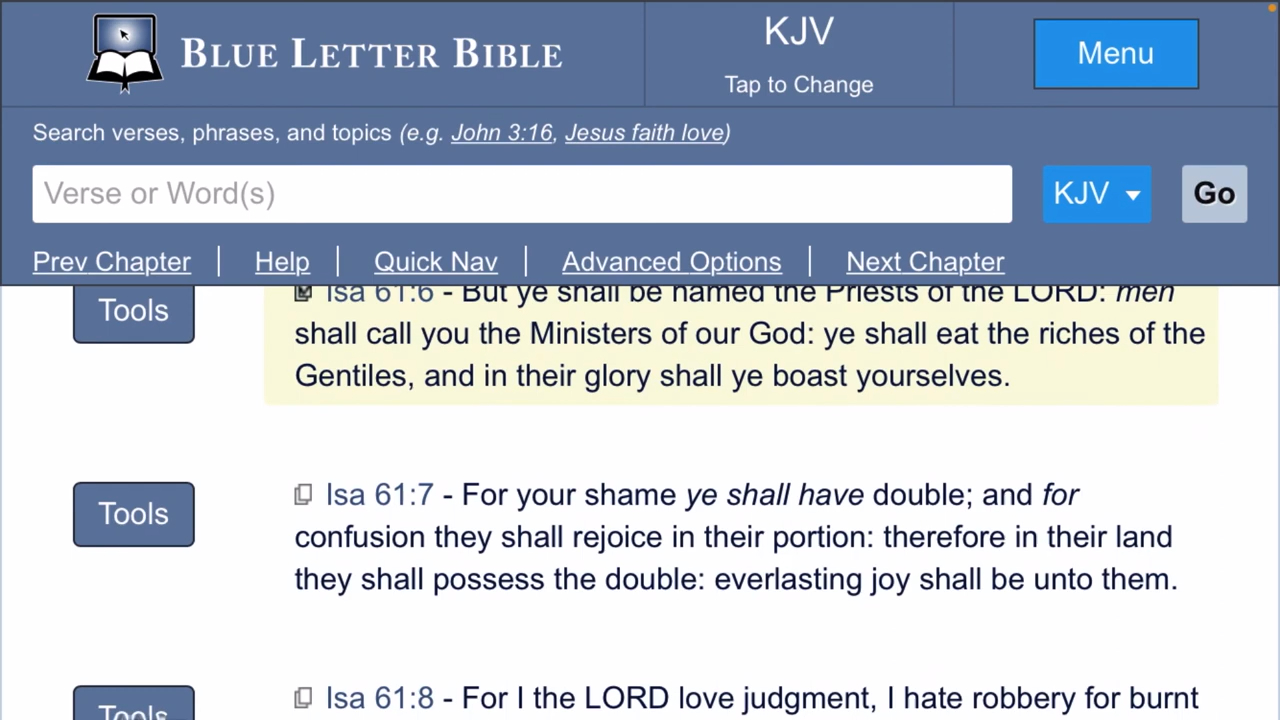 BLUE LETTER BIBLE
KJV
Tap to Change
Menu
Search verses, phrases, and topics (e.g. John 3:16, Jesus faith love)
Verse or Word(s)
KJV
Go
Prev Chapter
Help
Quick Nav
Advanced Options
Next Chapter
Tools
Isa 61:6 - But ye shall be named the Priests of the LORD: men
shall call you the Ministers of our God: ye shall eat the riches of the
Gentiles, and in their glory shall ye boast yourselves.
Tools
Isa 61:7 - For your shame ye shall have double; and for
confusion they shall rejoice in their portion: therefore in their land
they shall possess the double: everlasting joy shall be unto them.
Tools
Isa 61:8 - For I the LORD love judgment, I hate robbery for burnt